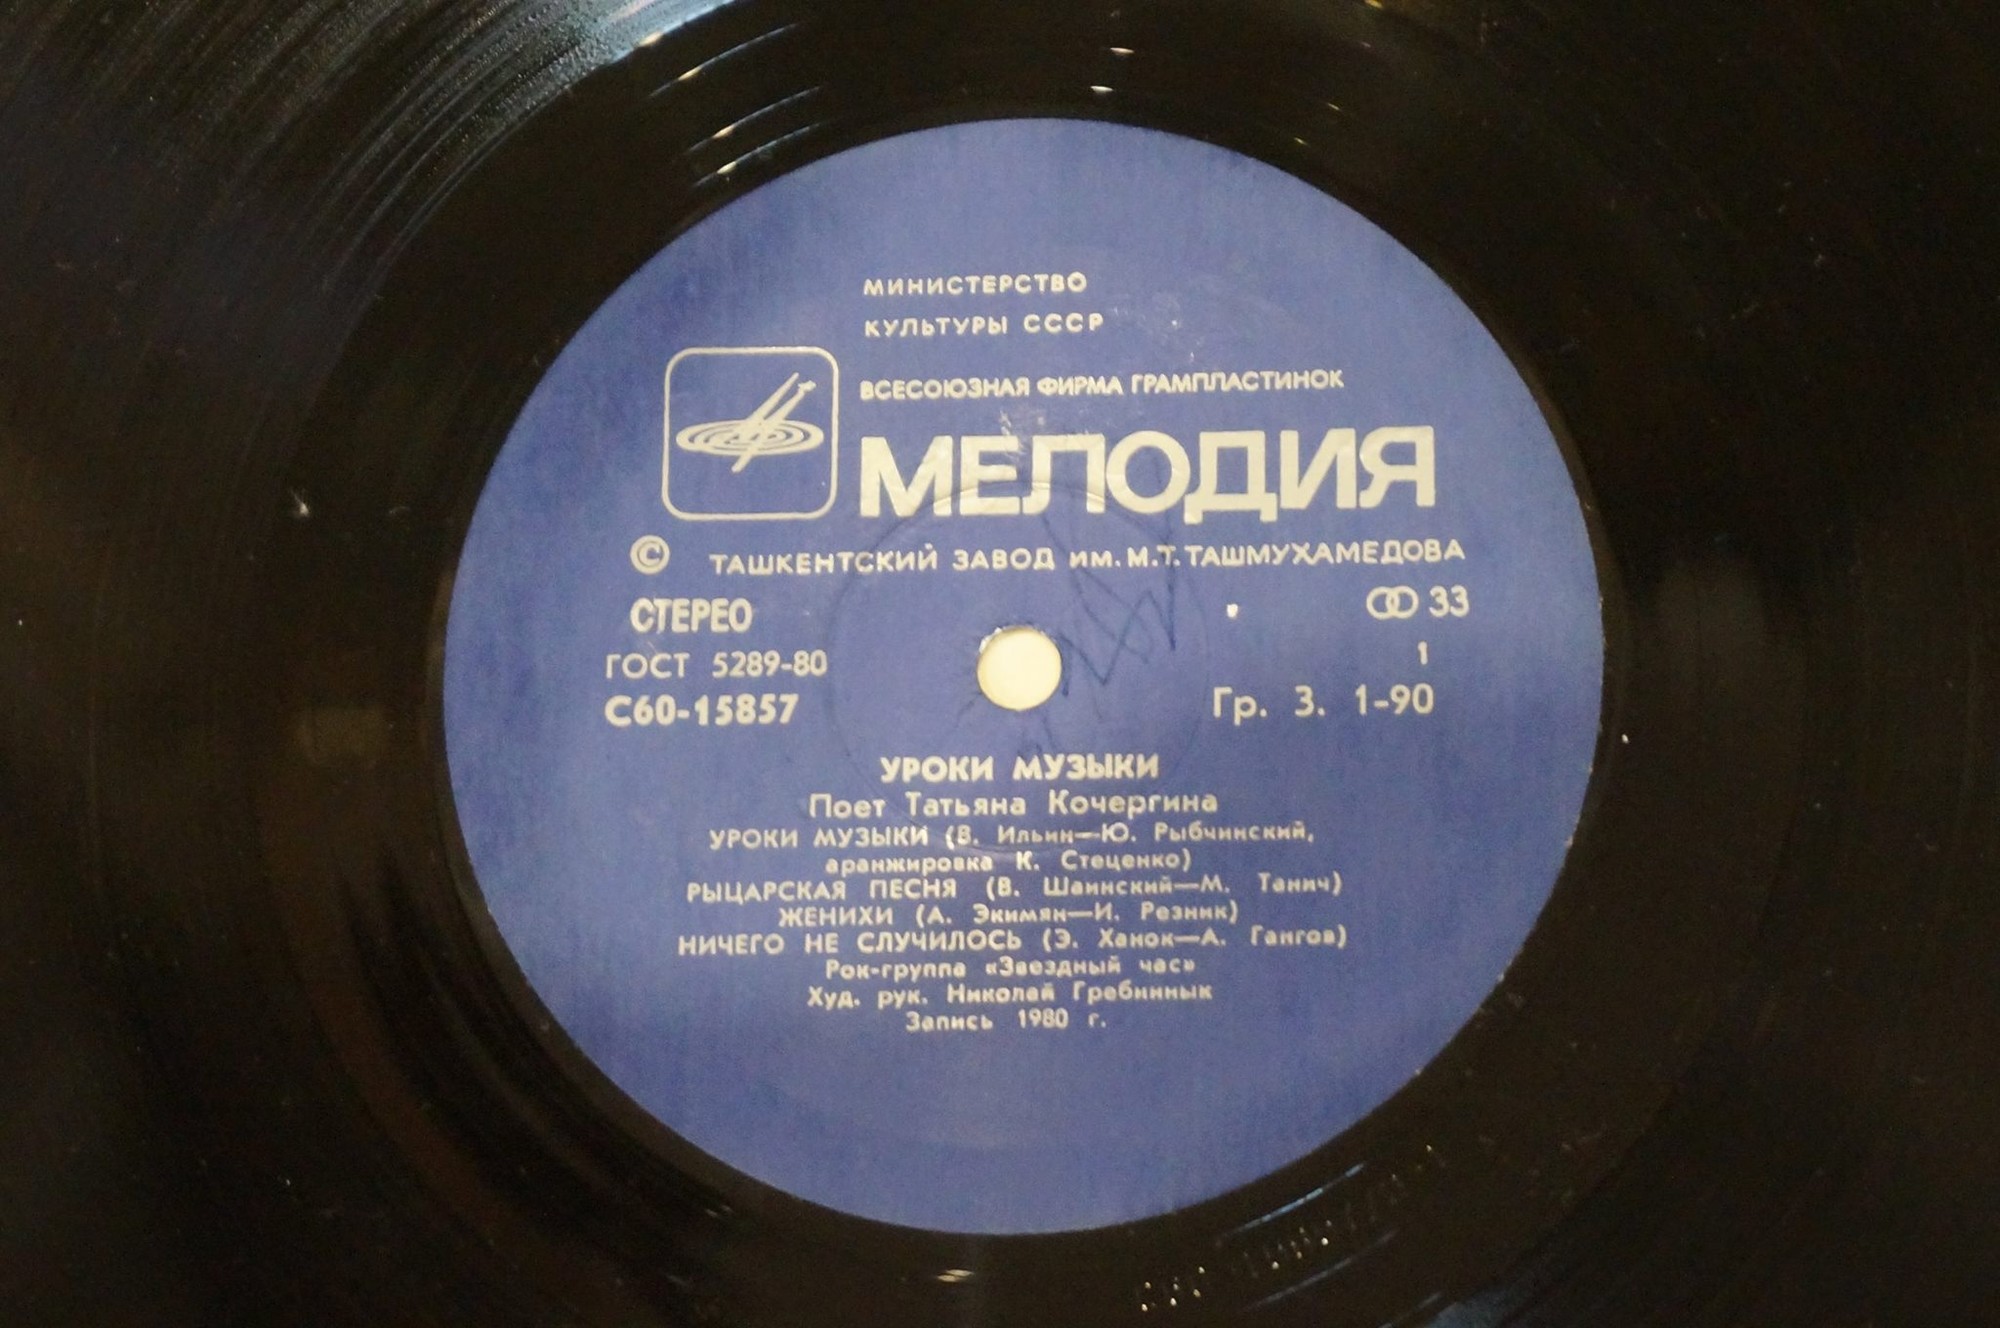 МИНИСТЕРСТВО
КУЛЬТУРЫ СССР
ВСЕСОЮЗНАЯ ФИРМА ГРАМПЛАСТИНОК
МЕЛОДИЯ
© ТАШКЕНТСКИЙ ЗАВОД ИМ. М.Т. ТАШМУХАМЕДОВА
СТЕРЕО 33
ГОСТ 5289-80 1
С60-15857 Гр. 3. 1-90
УРОКИ МУЗЫКИ
Поет Татьяна Кочергина
УРОКИ МУЗЫКИ (В. Ильин—Ю. Рыбчинский,
аранжировка К. Стеценко)
РЫЦАРСКАЯ ПЕСНЯ (В. Шаинский—М. Танич)
ЖЕНИХИ (А. Экимян—И. Резник)
НИЧЕГО НЕ СЛУЧИЛОСЬ (Э. Ханок—А. Гангов)
Рок-группа «Звездный час»
Худ. рук. Николай Гребинных
Запись 1980 г.